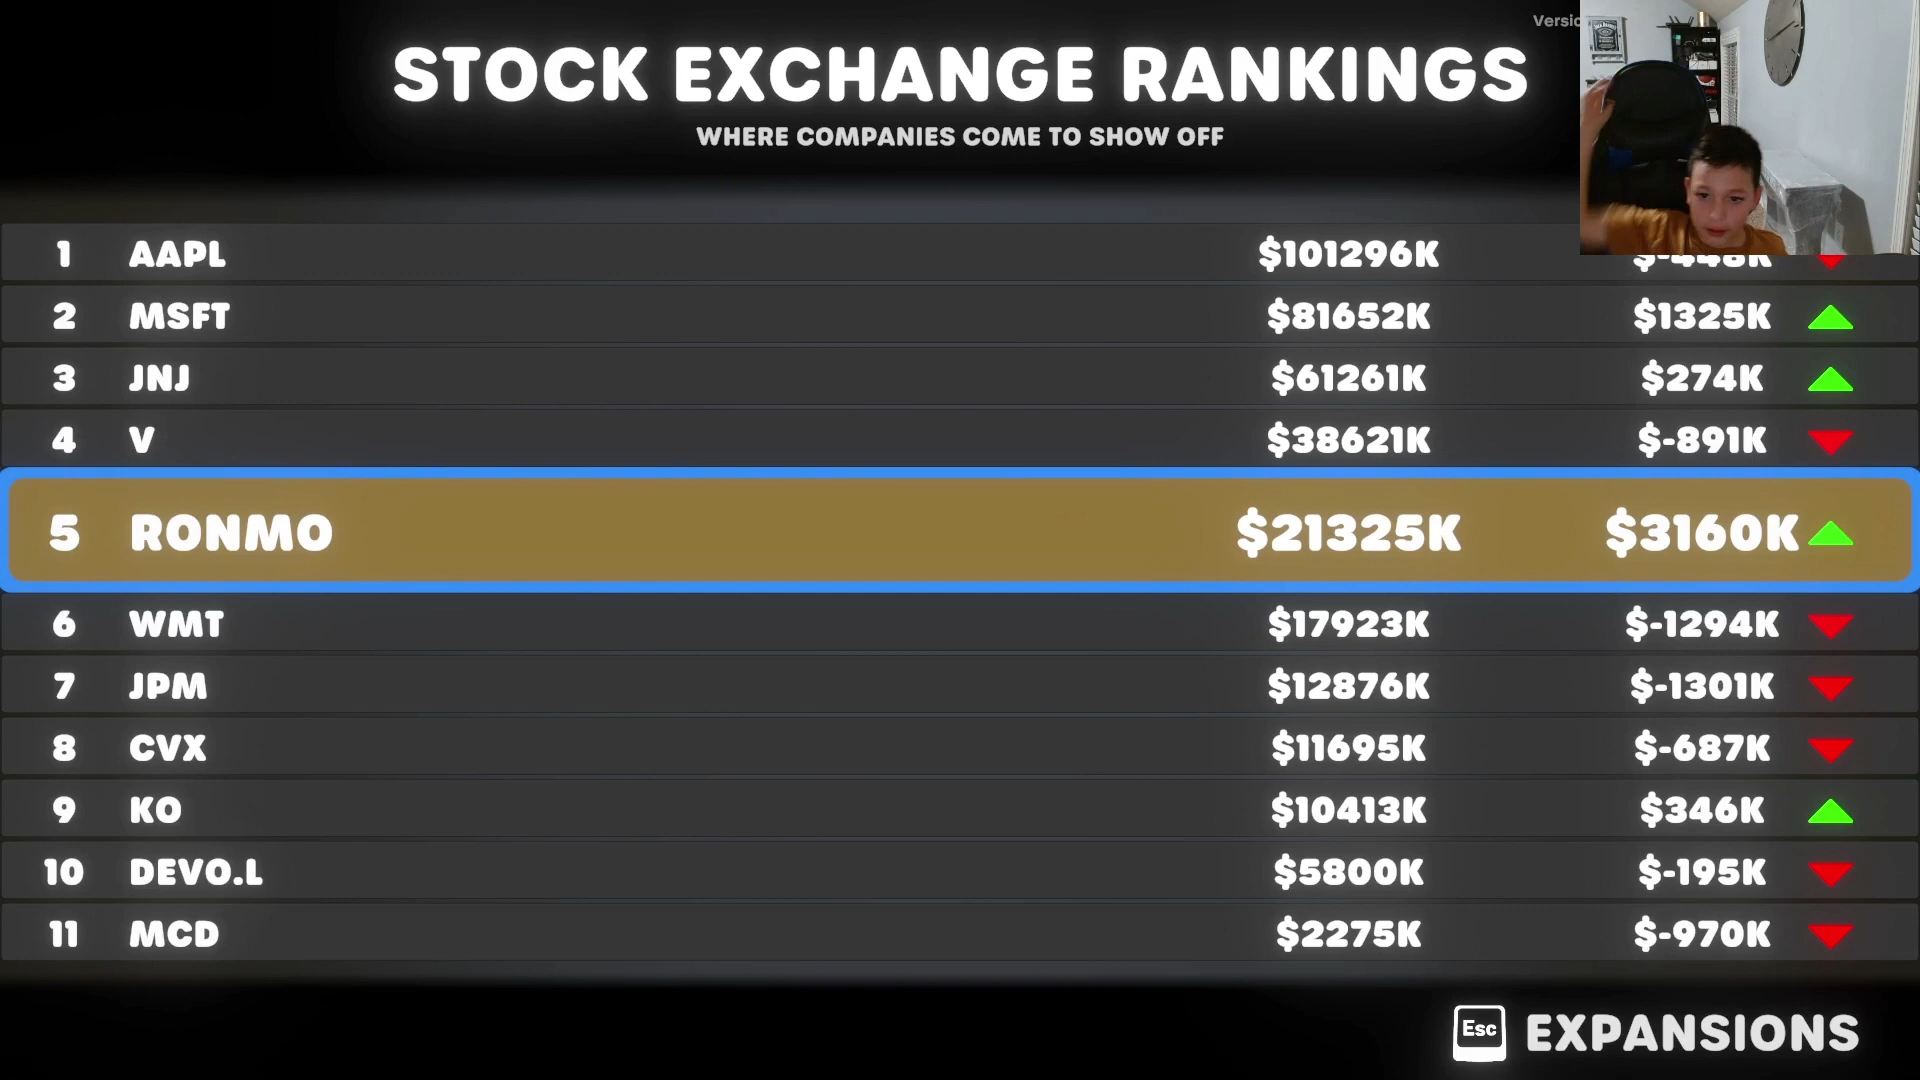 Versio
STOCK EXCHANGE RANKINGS
WHERE COMPANIES COME TO SHOW OFF
1 AAPL $101296K $-448K
2 MSFT $81652K $1325K
3 JNJ $61261K $274K
4 V $38621K $-891K
5 RONMO $21325K $3160K
6 WMT $17923K $-1294K
7 JPM $12876K $-1301K
8 CVX $11695K $-687K
9 KO $10413K $346K
10 DEVO.L $5800K $-195K
11 MCD $2275K $-970K
Esc EXPANSIONS